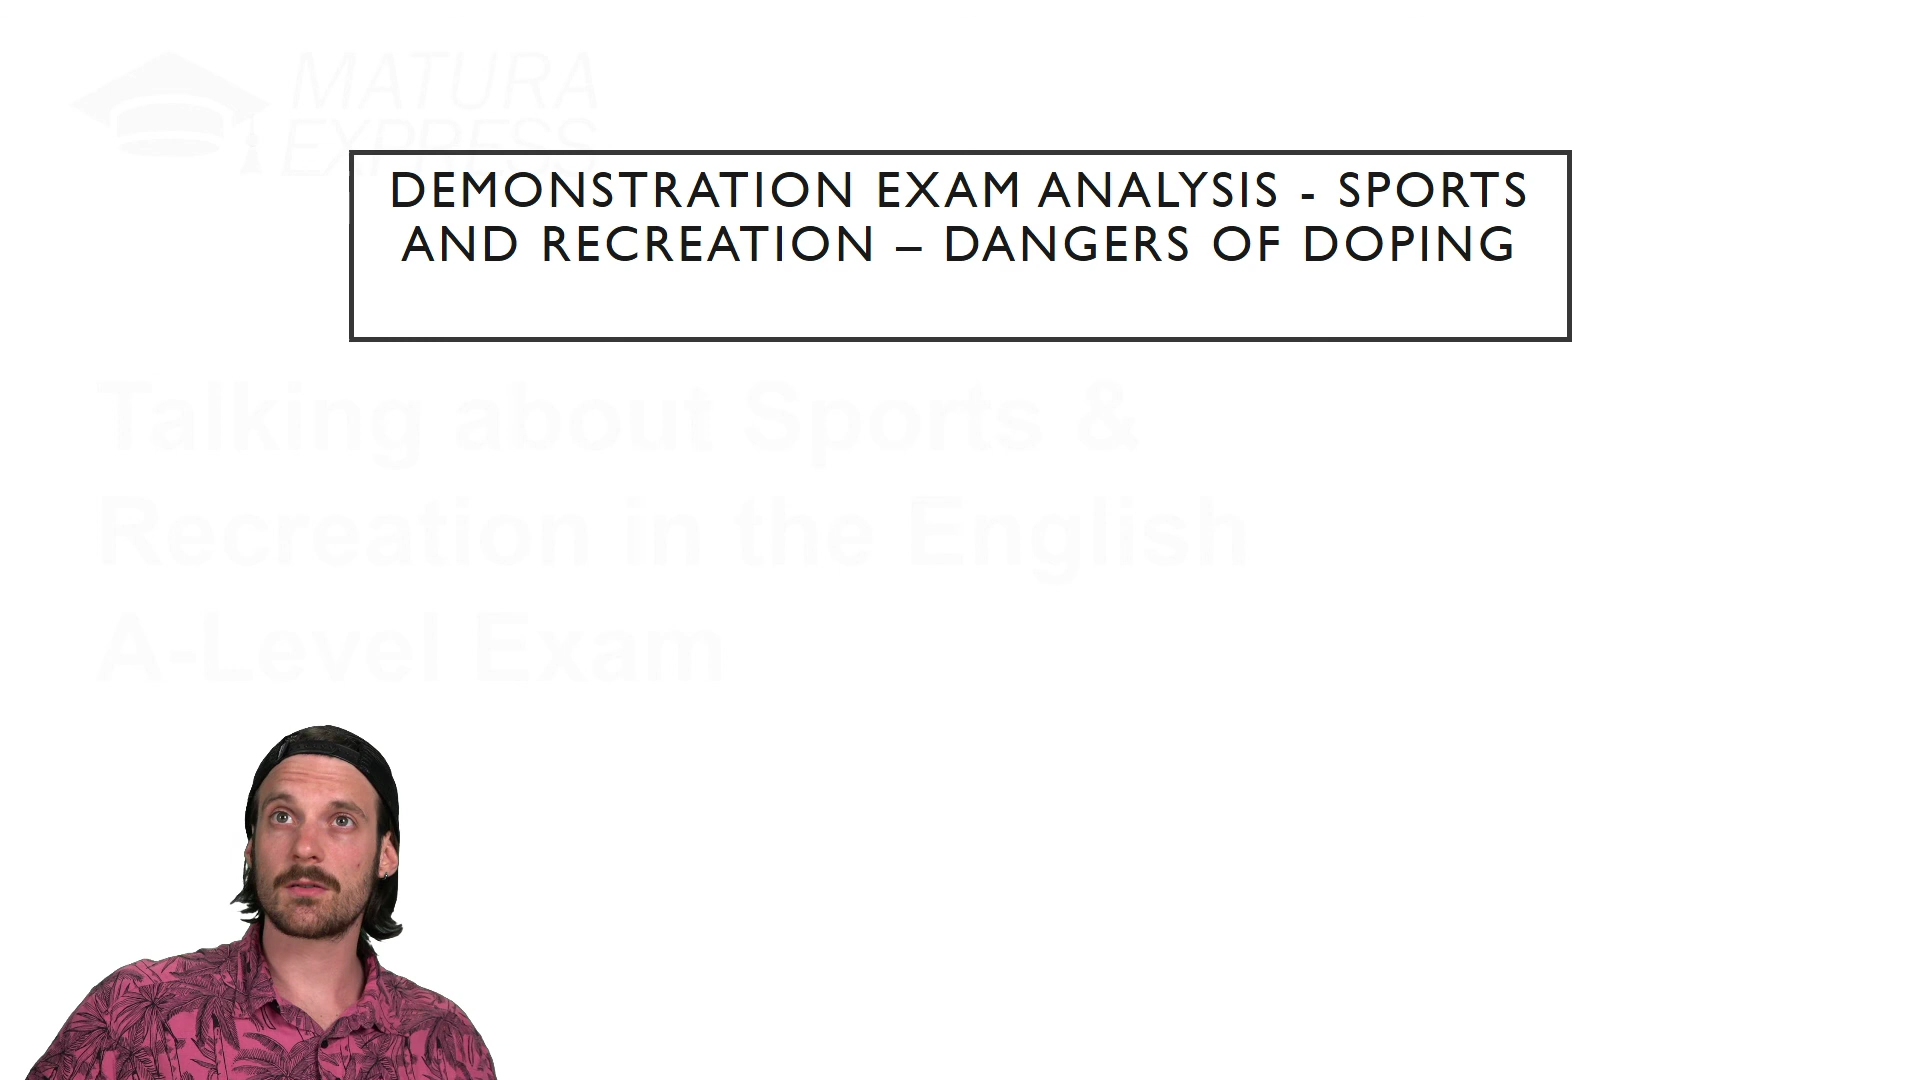 MATURA
EXPRESS
DEMONSTRATION EXAM ANALYSIS - SPORTS
AND RECREATION – DANGERS OF DOPING
Talking about Sports &
Recreation in the English
A-Level Exam